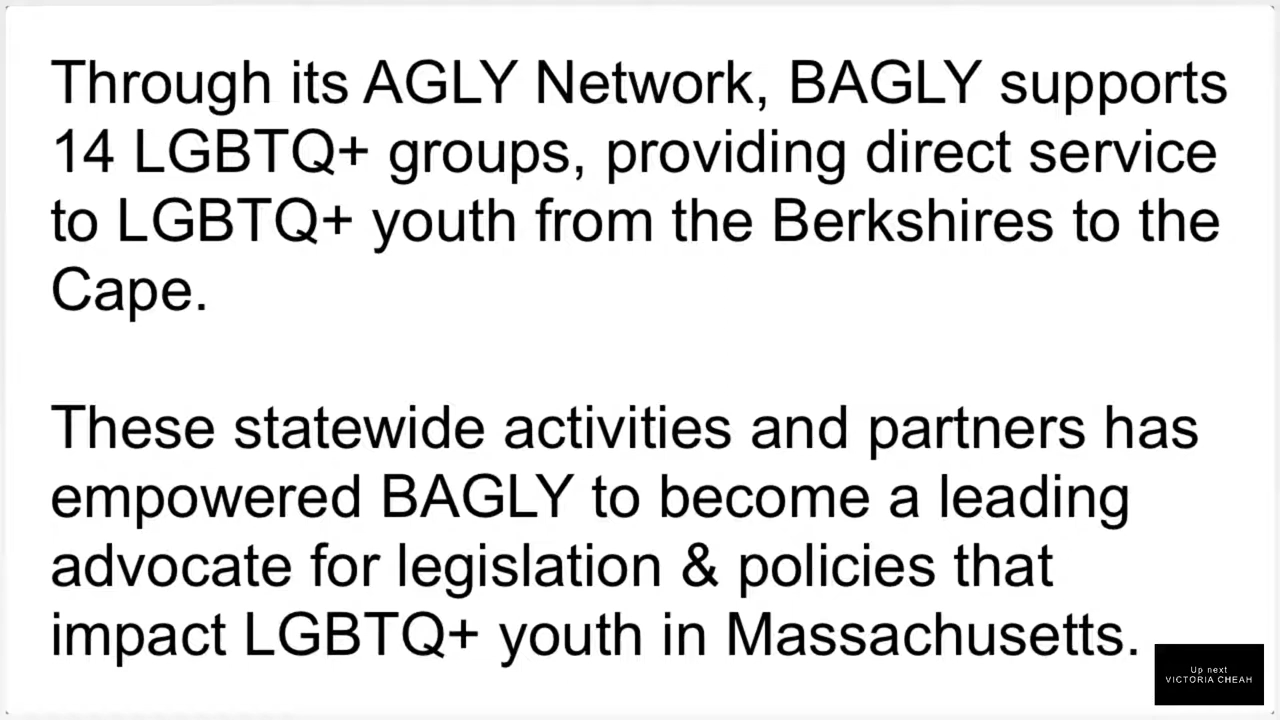 Through its AGLY Network, BAGLY supports
14 LGBTQ+ groups, providing direct service
to LGBTQ+ youth from the Berkshires to the
Cape.
These statewide activities and partners has
empowered BAGLY to become a leading
advocate for legislation & policies that
impact LGBTQ+ youth in Massachusetts.
Up next
VICTORIA CHEAH